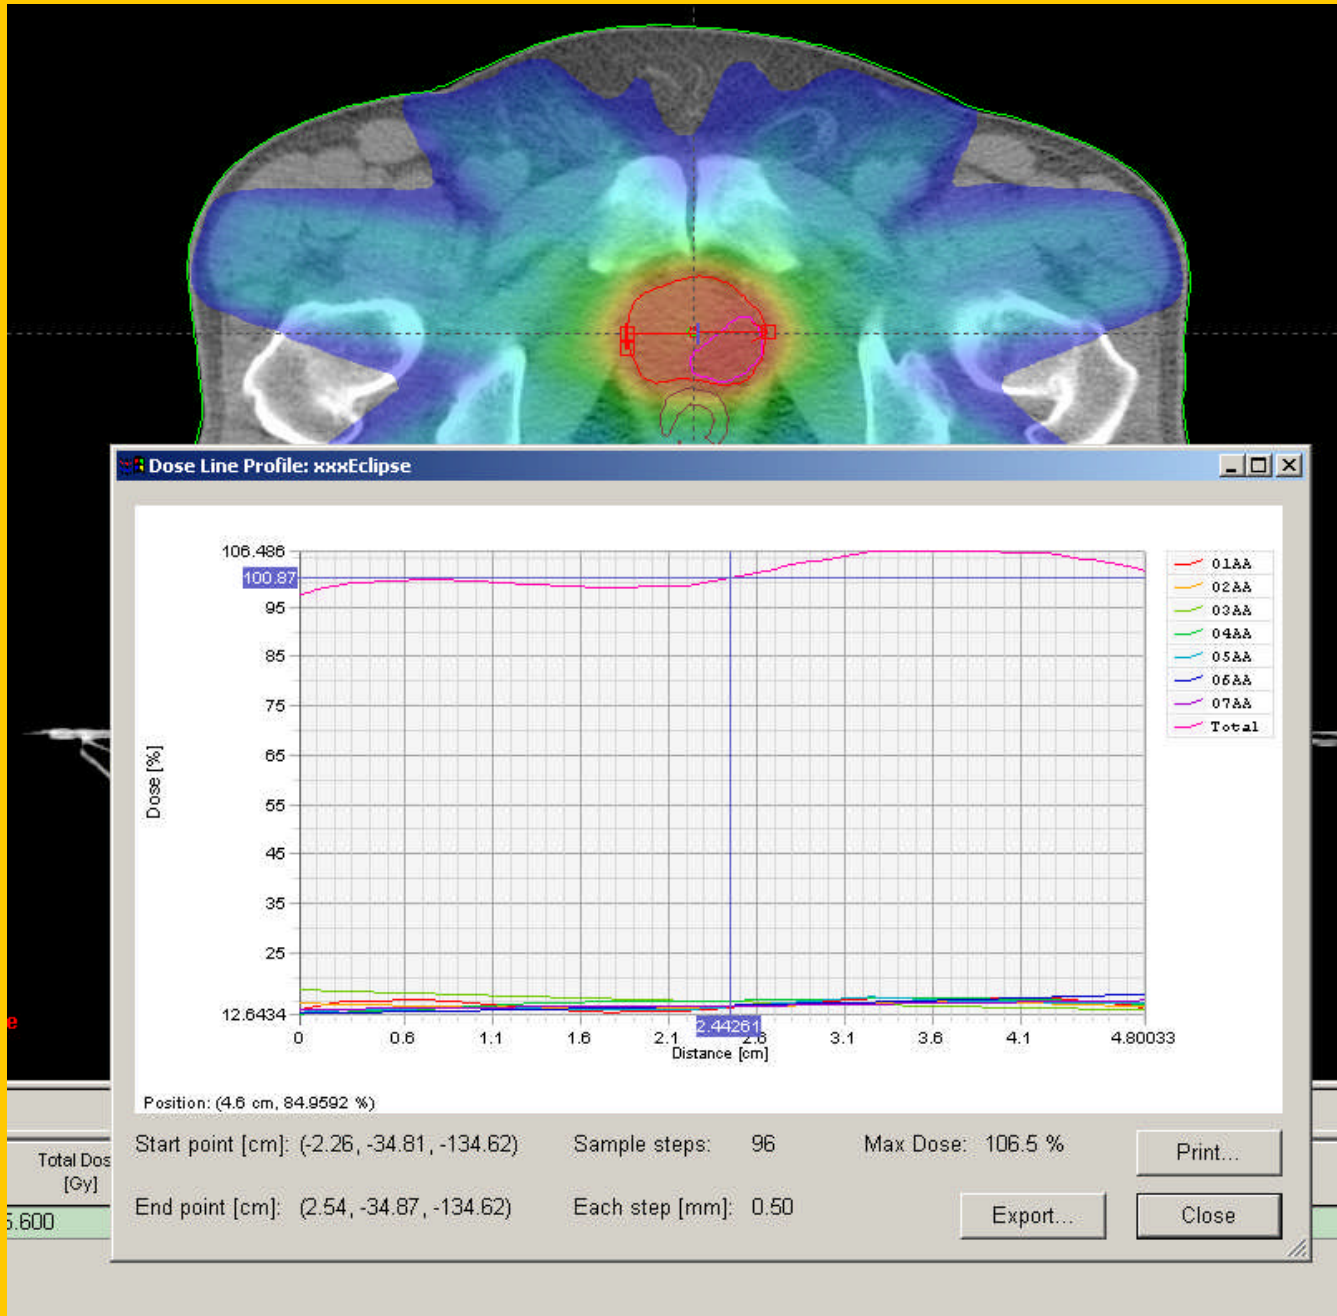 Dose Line Profile: xxxEclipse
106.486
100.87
95
85
75
65
55
45
35
25
12.6434
Dose [%]
0 0.6 1.1 1.6 2.1 2.6 3.1 3.6 4.1 4.80033
2.44261
Distance [cm]
01AA
02AA
03AA
04AA
05AA
06AA
07AA
Total
Position: (4.6 cm, 84.9592 %)
Start point [cm]: (-2.26, -34.81, -134.62) Sample steps: 96 Max Dose: 106.5 % Print...
End point [cm]: (2.54, -34.87, -134.62) Each step [mm]: 0.50 Export... Close
e
Total Dos
[Gy]
5.600